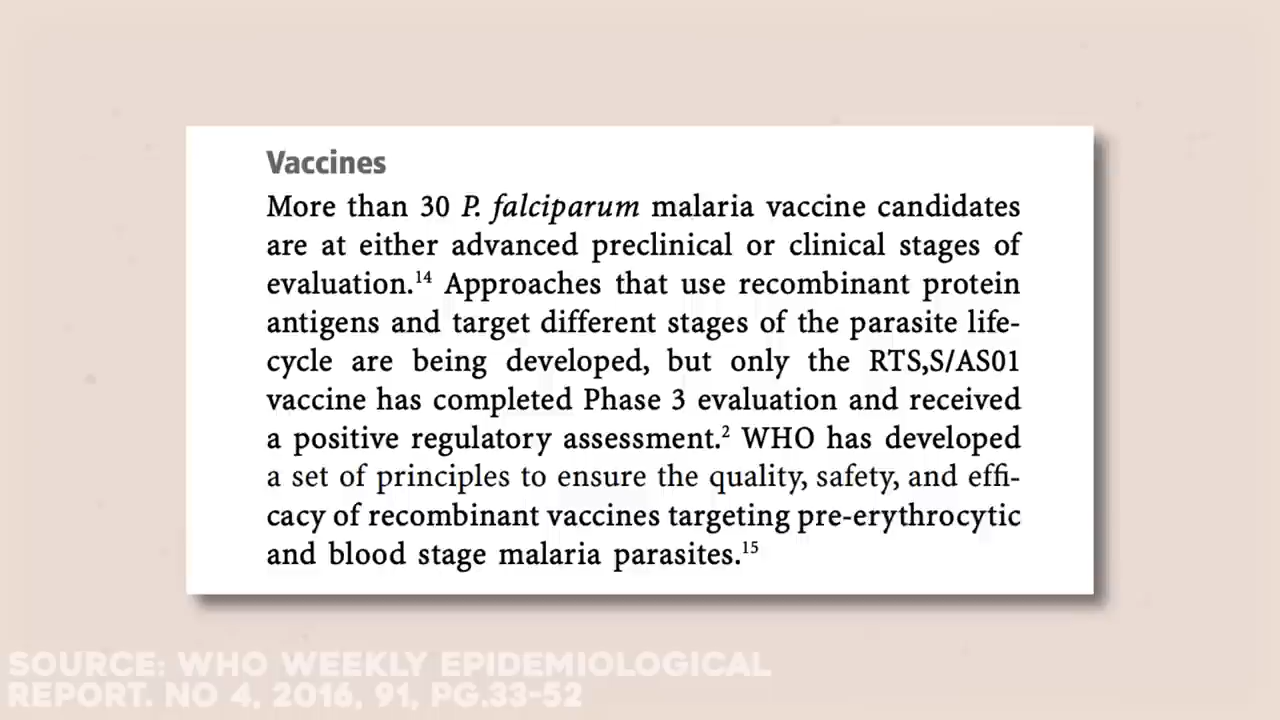 Vaccines
More than 30 P. falciparum malaria vaccine candidates
are at either advanced preclinical or clinical stages of
evaluation.¹⁴ Approaches that use recombinant protein
antigens and target different stages of the parasite life-
cycle are being developed, but only the RTS,S/AS01
vaccine has completed Phase 3 evaluation and received
a positive regulatory assessment.² WHO has developed
a set of principles to ensure the quality, safety, and effi-
cacy of recombinant vaccines targeting pre-erythrocytic
and blood stage malaria parasites.¹⁵
SOURCE: WHO WEEKLY EPIDEMIOLOGICAL
REPORT. NO 4, 2016, 91, PG.33-52